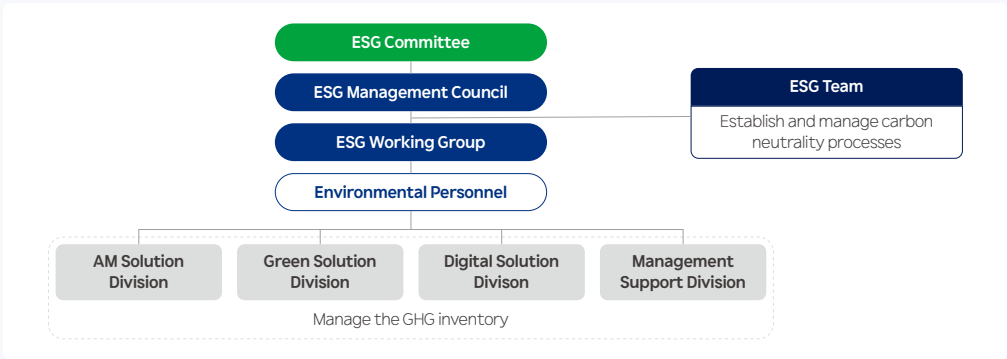 ESG Committee
ESG Management Council
ESG Team
Establish and manage carbon
neutrality processes
ESG Working Group
Environmental Personnel
AM Solution
Division
Green Solution
Division
Digital Solution
Divison
Management
Support Division
Manage the GHG inventory